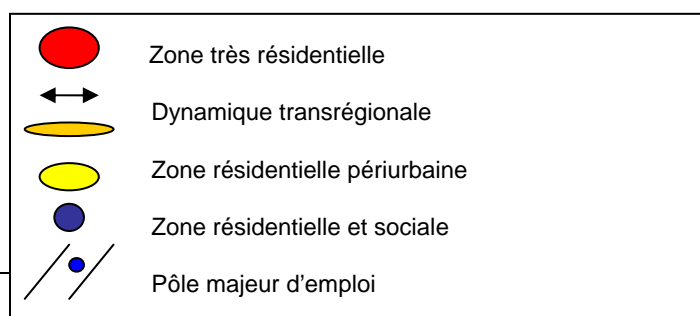 Zone très résidentielle
Dynamique transrégionale
Zone résidentielle périurbaine
Zone résidentielle et sociale
Pôle majeur d'emploi